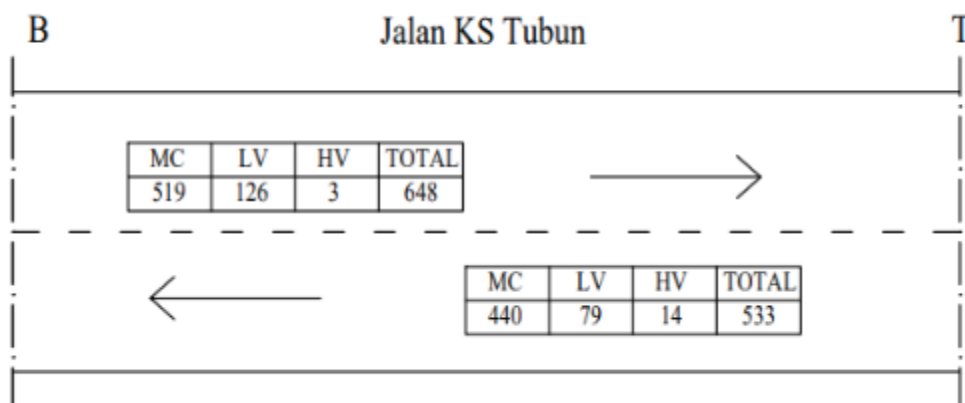 B Jalan KS Tubun T
MC LV HV TOTAL
519 126 3 648
MC LV HV TOTAL
440 79 14 533